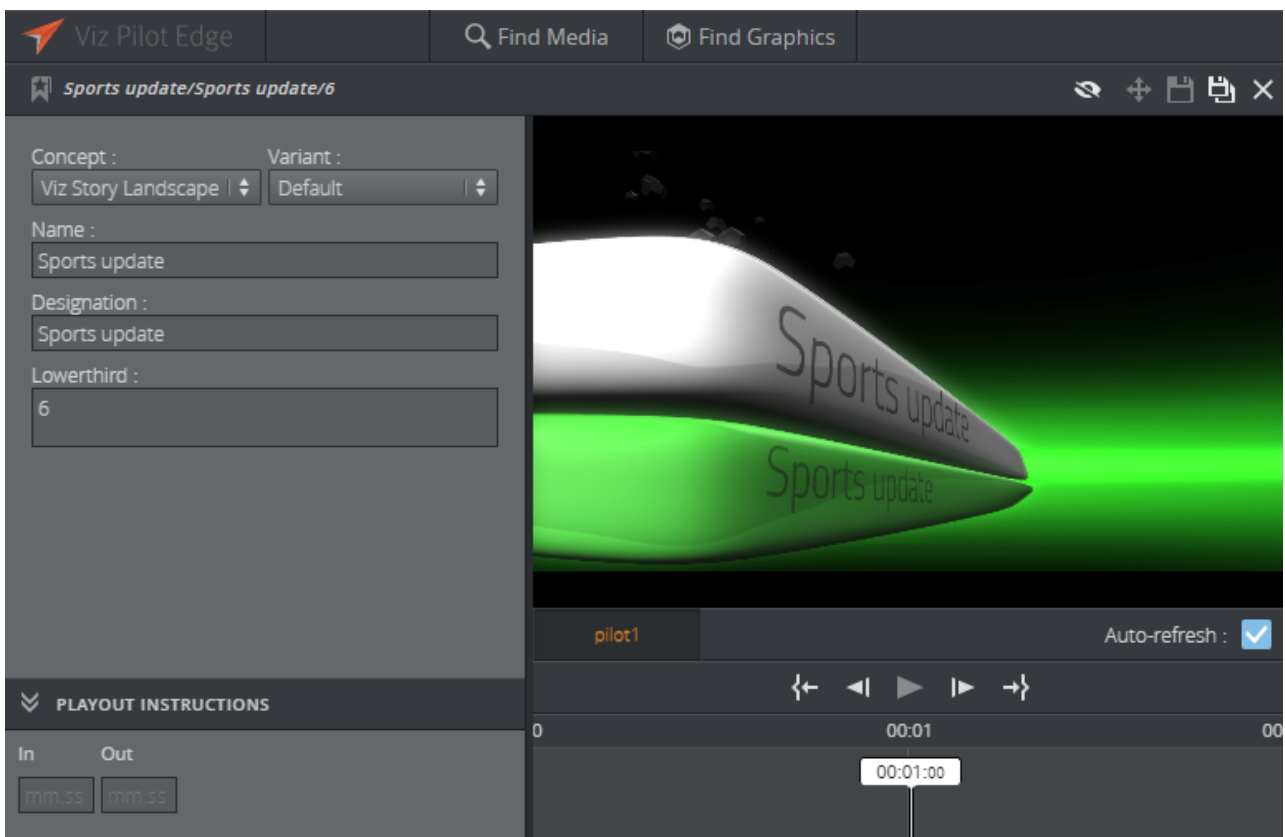 Viz Pilot Edge
Find Media
Find Graphics
Sports update/Sports update/6
Concept :
Variant :
Viz Story Landscape
Default
Name :
Sports update
Designation :
Sports update
Lowerthird :
6
Sports update
Sports update
pilot1
Auto-refresh :
PLAYOUT INSTRUCTIONS
In
Out
mm:ss
mm:ss
0
00:01
00
00:01:00